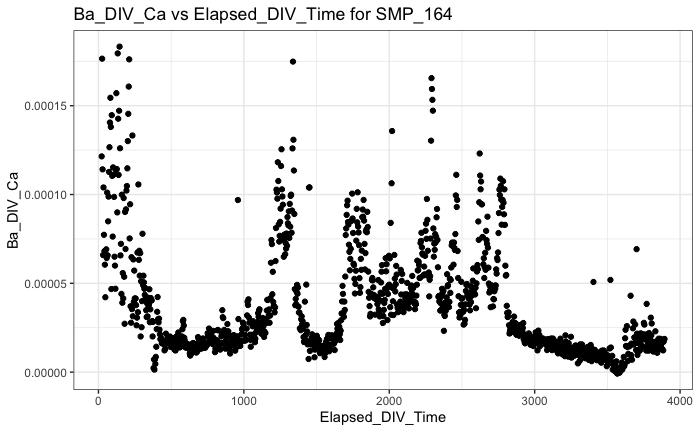 Ba_DIV_Ca vs Elapsed_DIV_Time for SMP_164
Ba_DIV_Ca
0.00015
0.00010
0.00005
0.00000
0 1000 2000 3000 4000
Elapsed_DIV_Time